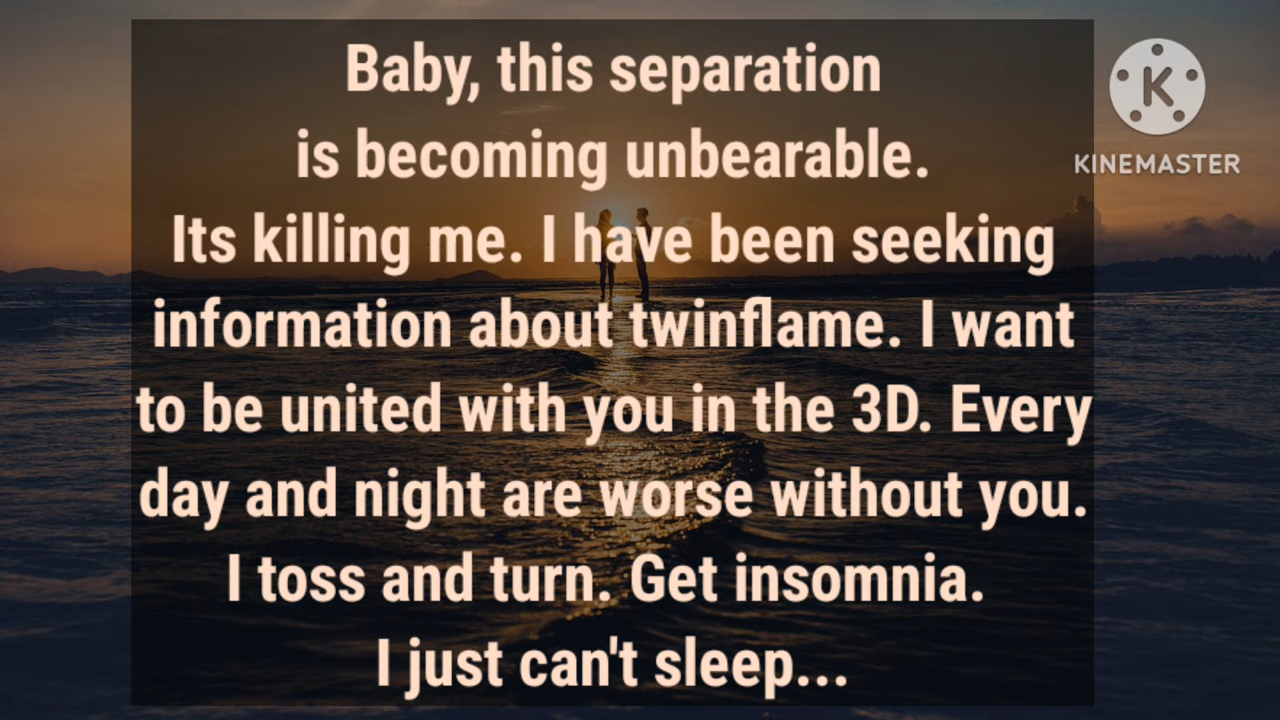 Baby, this separation
is becoming unbearable.
Its killing me. I have been seeking
information about twinflame. I want
to be united with you in the 3D. Every
day and night are worse without you.
I toss and turn. Get insomnia.
I just can't sleep...
K
KINEMASTER